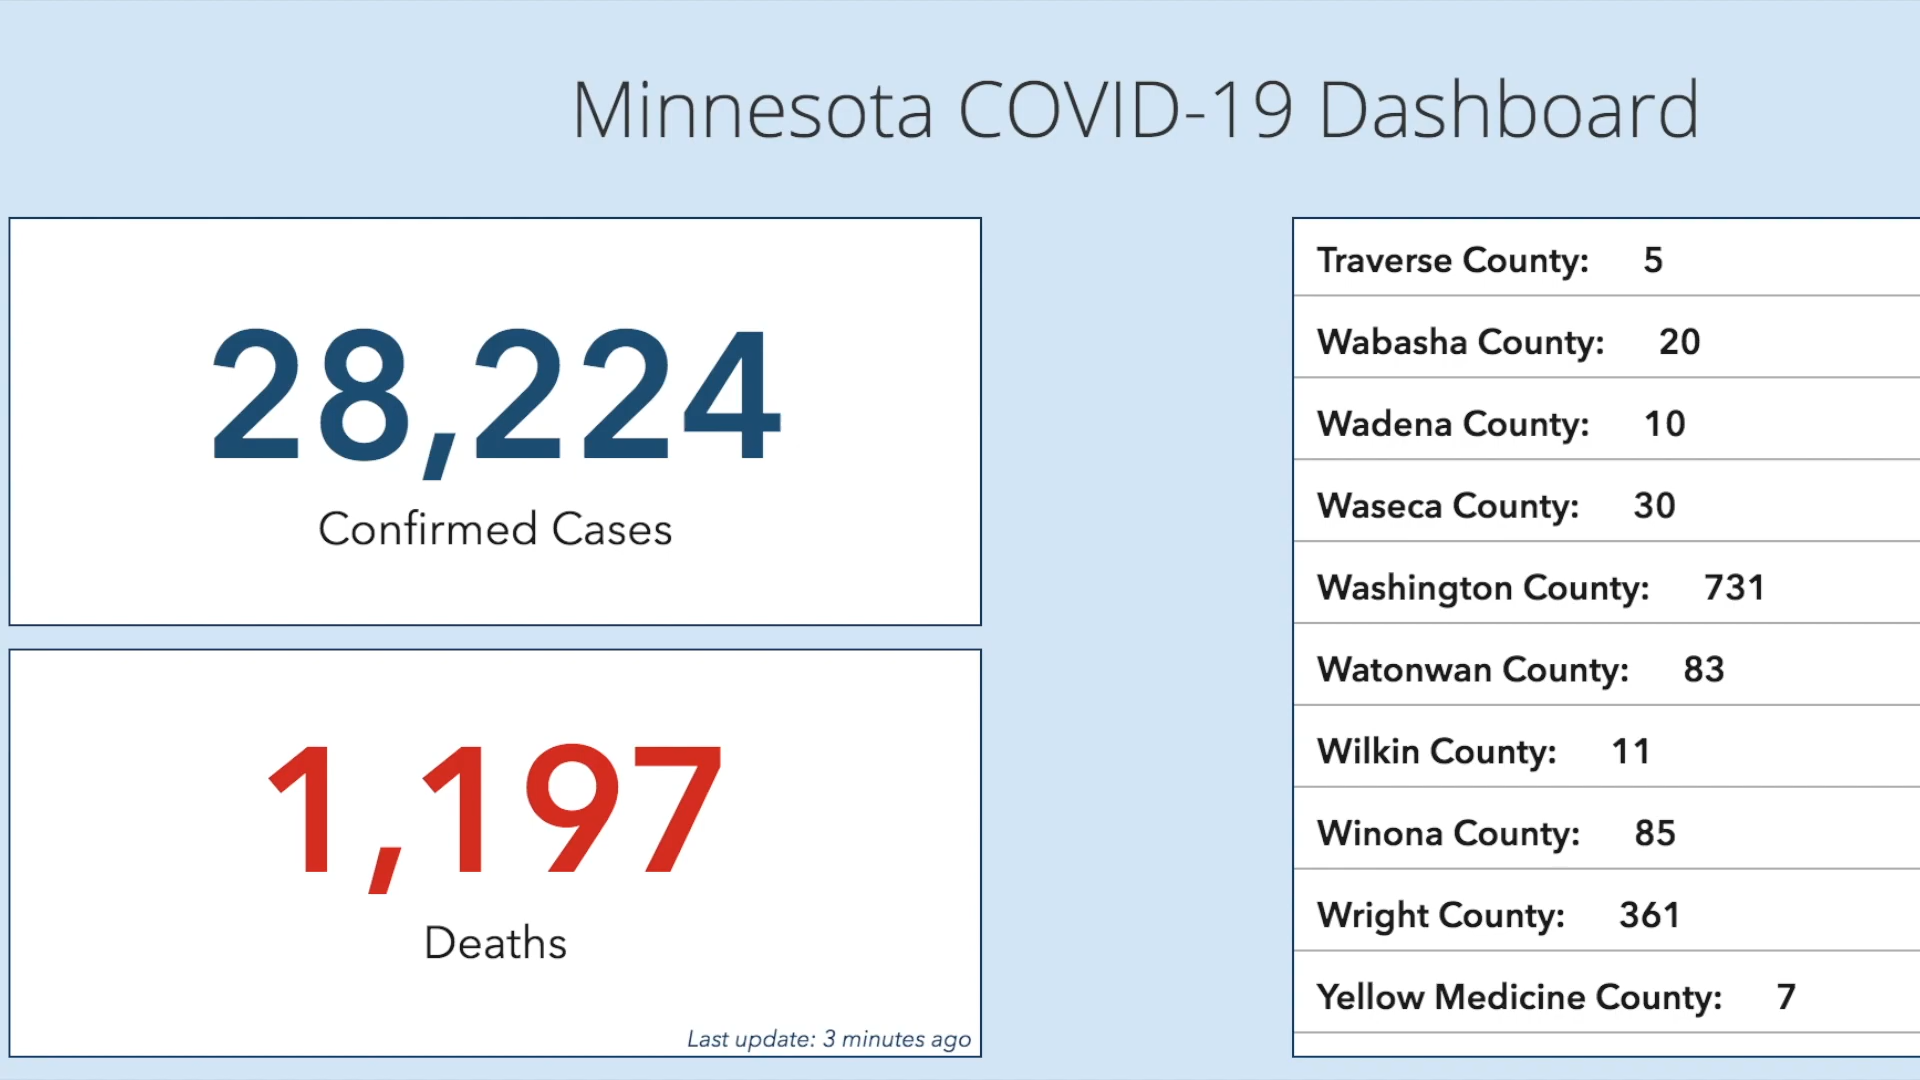 Minnesota COVID-19 Dashboard
28,224
Confirmed Cases
1,197
Deaths
Last update: 3 minutes ago
Traverse County: 5
Wabasha County: 20
Wadena County: 10
Waseca County: 30
Washington County: 731
Watonwan County: 83
Wilkin County: 11
Winona County: 85
Wright County: 361
Yellow Medicine County: 7